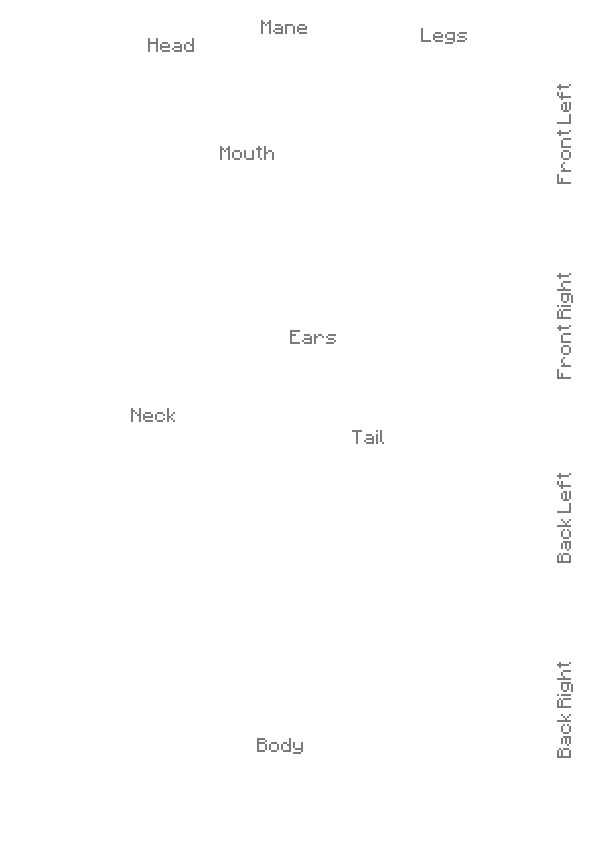 Mane
Legs
Head
Front Left
Mouth
Front Right
Ears
Neck
Tail
Back Left
Back Right
Body